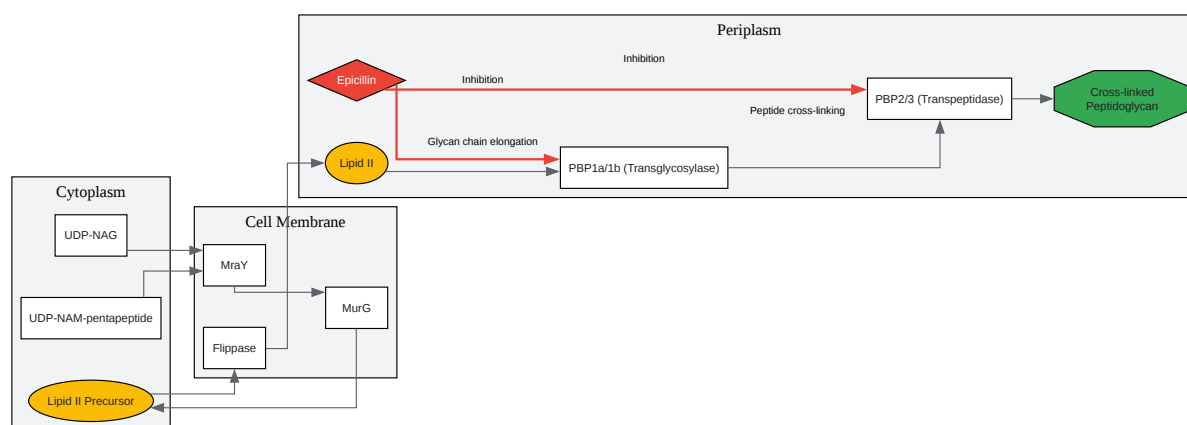 Periplasm
Inhibition
Epicillin
Inhibition
PBP2/3 (Transpeptidase)
Cross-linked
Peptidoglycan
Peptide cross-linking
Glycan chain elongation
Lipid II
PBP1a/1b (Transglycosylase)
Cytoplasm
Cell Membrane
UDP-NAG
MraY
MurG
UDP-NAM-pentapeptide
Flippase
Lipid II Precursor